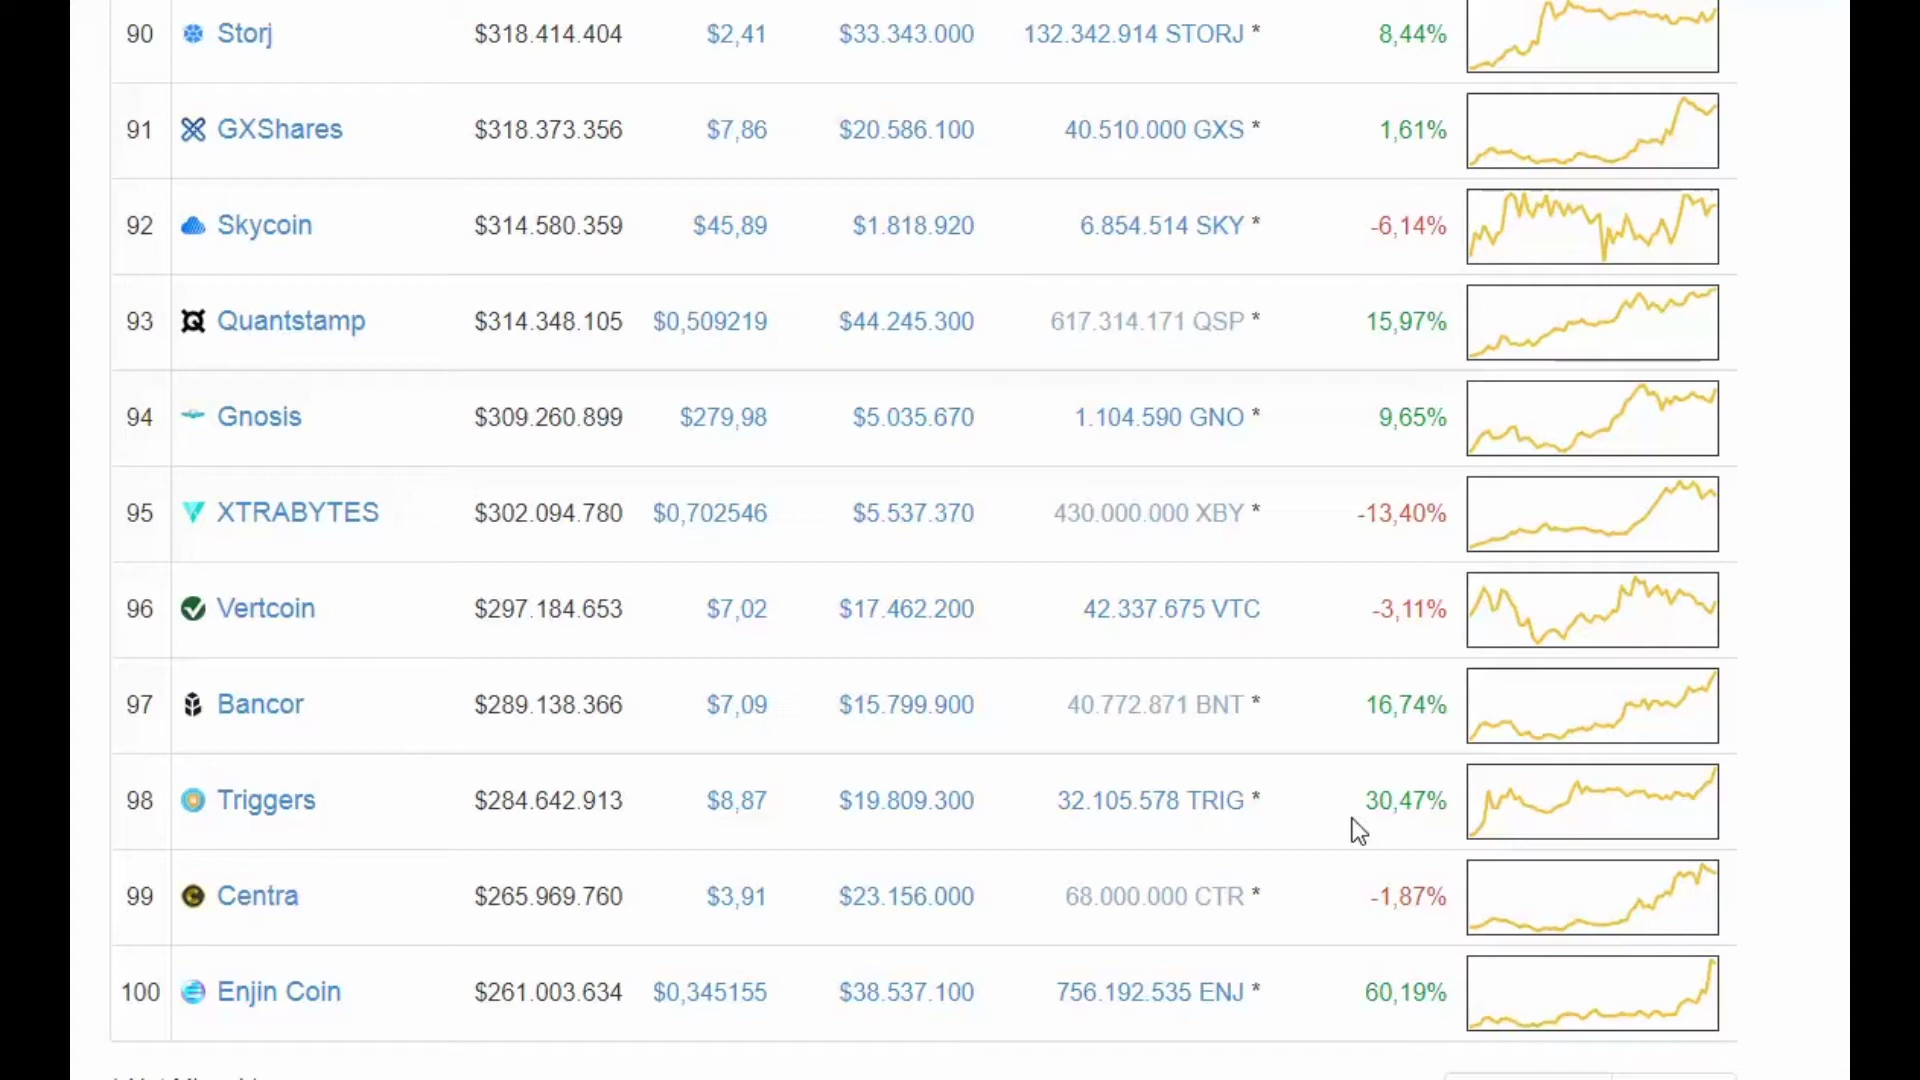 90 Storj $318.414.404 $2,41 $33.343.000 132.342.914 STORJ * 8,44%
91 GXShares $318.373.356 $7,86 $20.586.100 40.510.000 GXS * 1,61%
92 Skycoin $314.580.359 $45,89 $1.818.920 6.854.514 SKY * -6,14%
93 Quantstamp $314.348.105 $0,509219 $44.245.300 617.314.171 QSP * 15,97%
94 Gnosis $309.260.899 $279,98 $5.035.670 1.104.590 GNO * 9,65%
95 XTRABYTES $302.094.780 $0,702546 $5.537.370 430.000.000 XBY * -13,40%
96 Vertcoin $297.184.653 $7,02 $17.462.200 42.337.675 VTC -3,11%
97 Bancor $289.138.366 $7,09 $15.799.900 40.772.871 BNT * 16,74%
98 Triggers $284.642.913 $8,87 $19.809.300 32.105.578 TRIG * 30,47%
99 Centra $265.969.760 $3,91 $23.156.000 68.000.000 CTR * -1,87%
100 Enjin Coin $261.003.634 $0,345155 $38.537.100 756.192.535 ENJ * 60,19%